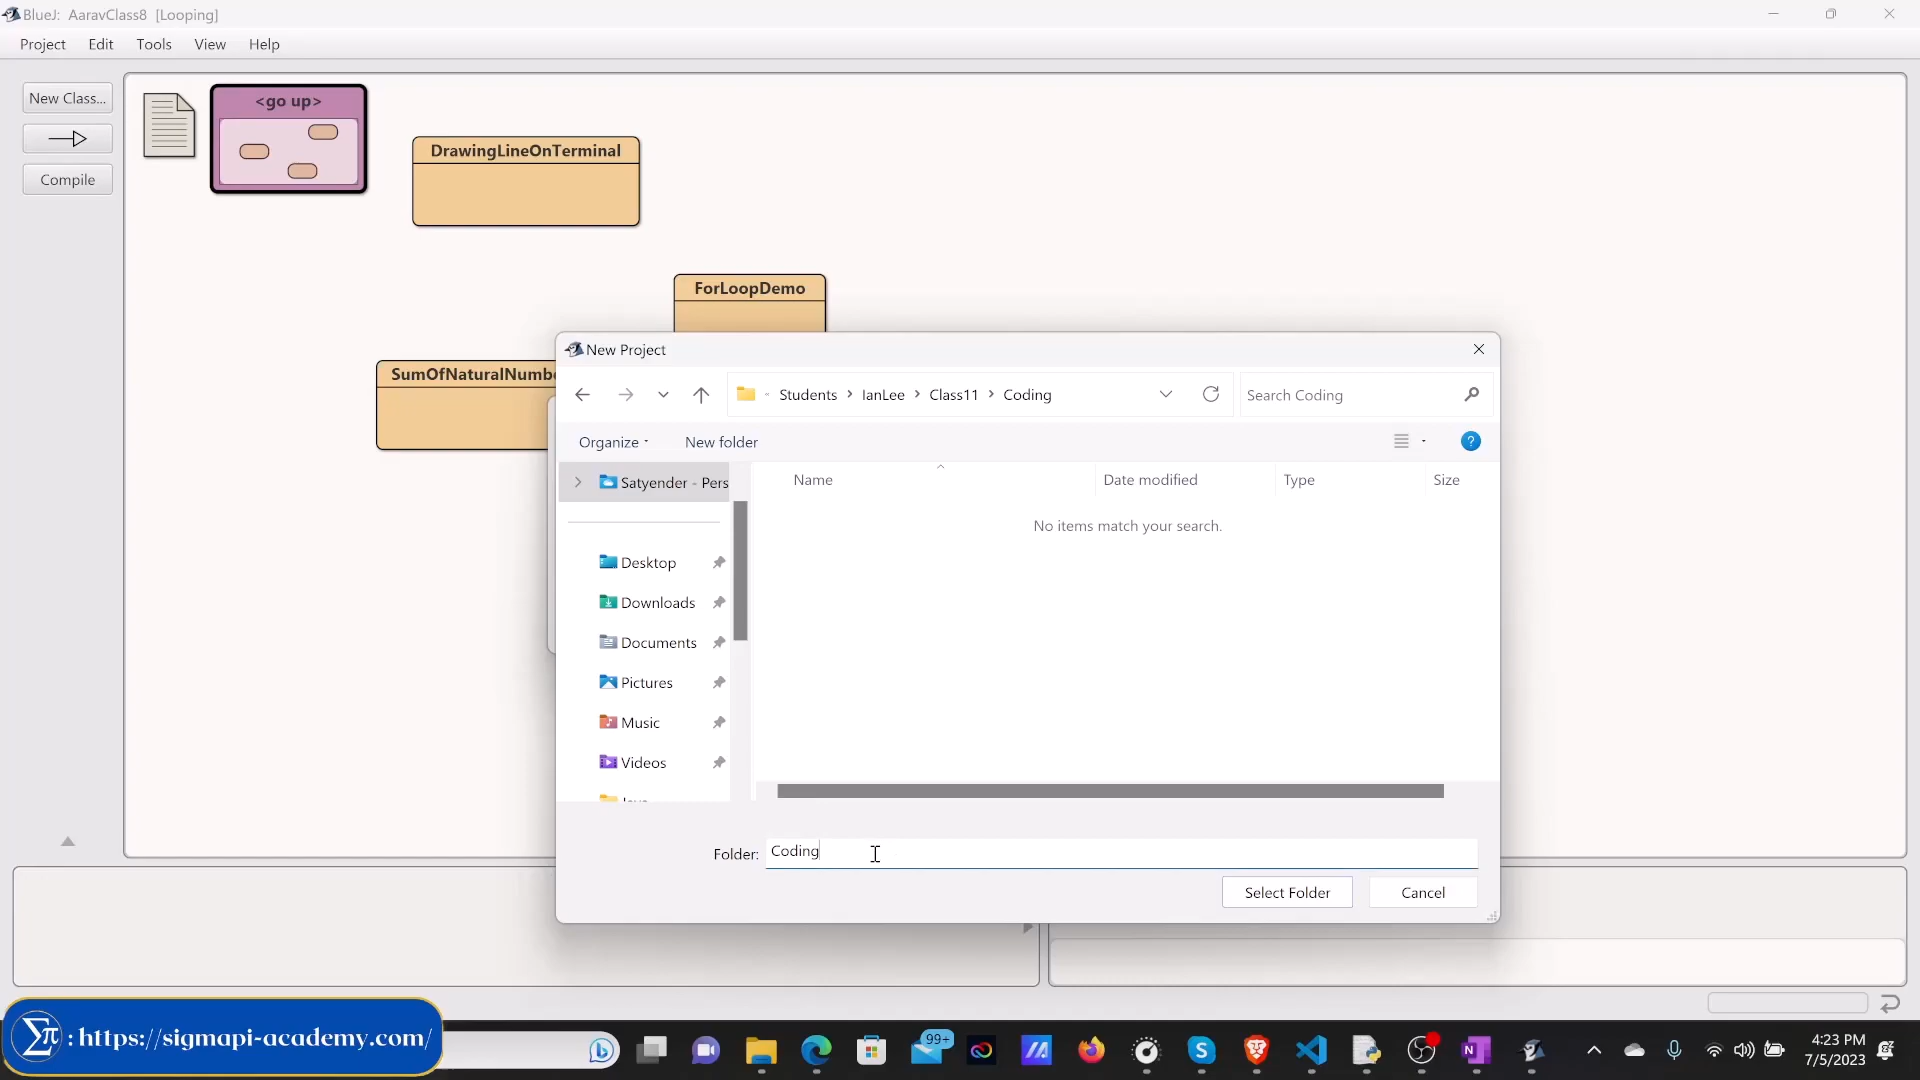 BlueJ: AaravClass8 [Looping]
Project Edit Tools View Help
New Class...
Compile
<go up>
DrawingLineOnTerminal
ForLoopDemo
SumOfNaturalNumbe
New Project
Students > IanLee > Class11 > Coding
Search Coding
Organize
New folder
?
Satyender - Pers
Name
Date modified
Type
Size
No items match your search.
Desktop
Downloads
Documents
Pictures
Music
Videos
Folder: Coding
Select Folder
Cancel
Σπ : https://sigmapi-academy.com/
99+
4:23 PM
7/5/2023